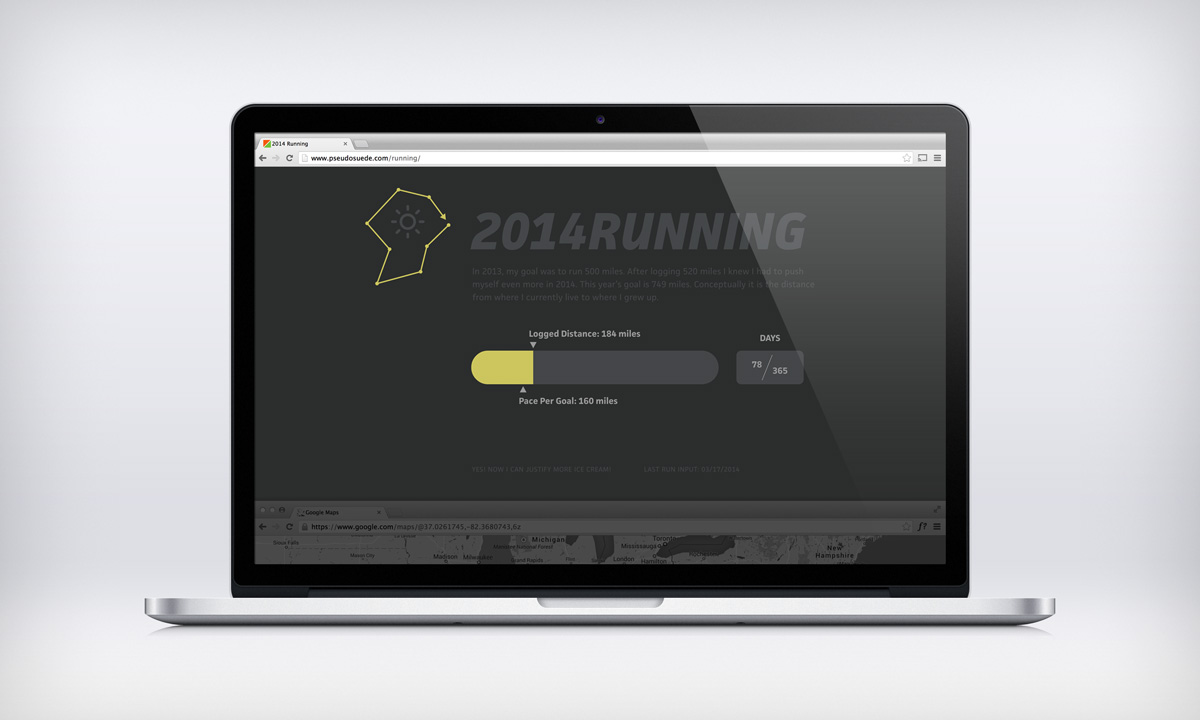 2014 Running
www.pseudosuede.com/running/
2014RUNNING
In 2013, my goal was to run 500 miles. After logging 520 miles I knew I had to push
myself even more in 2014. This year's goal is 749 miles. Conceptually it is the distance
from where I currently live to where I grew up.
Logged Distance: 184 miles
DAYS
78/365
Pace Per Goal: 160 miles
YES! NOW I CAN JUSTIFY MORE ICE CREAM! LAST RUN INPUT: 03/17/2014
Google Maps
https://www.google.com/maps/@37.0261745,-82.3680743,6z
Sioux Falls
Mason City
Madison
Milwaukee
Michigan
Grand Rapids
London
Toronto
Mississauga
Hamilton
Rochester
New
Hampshire